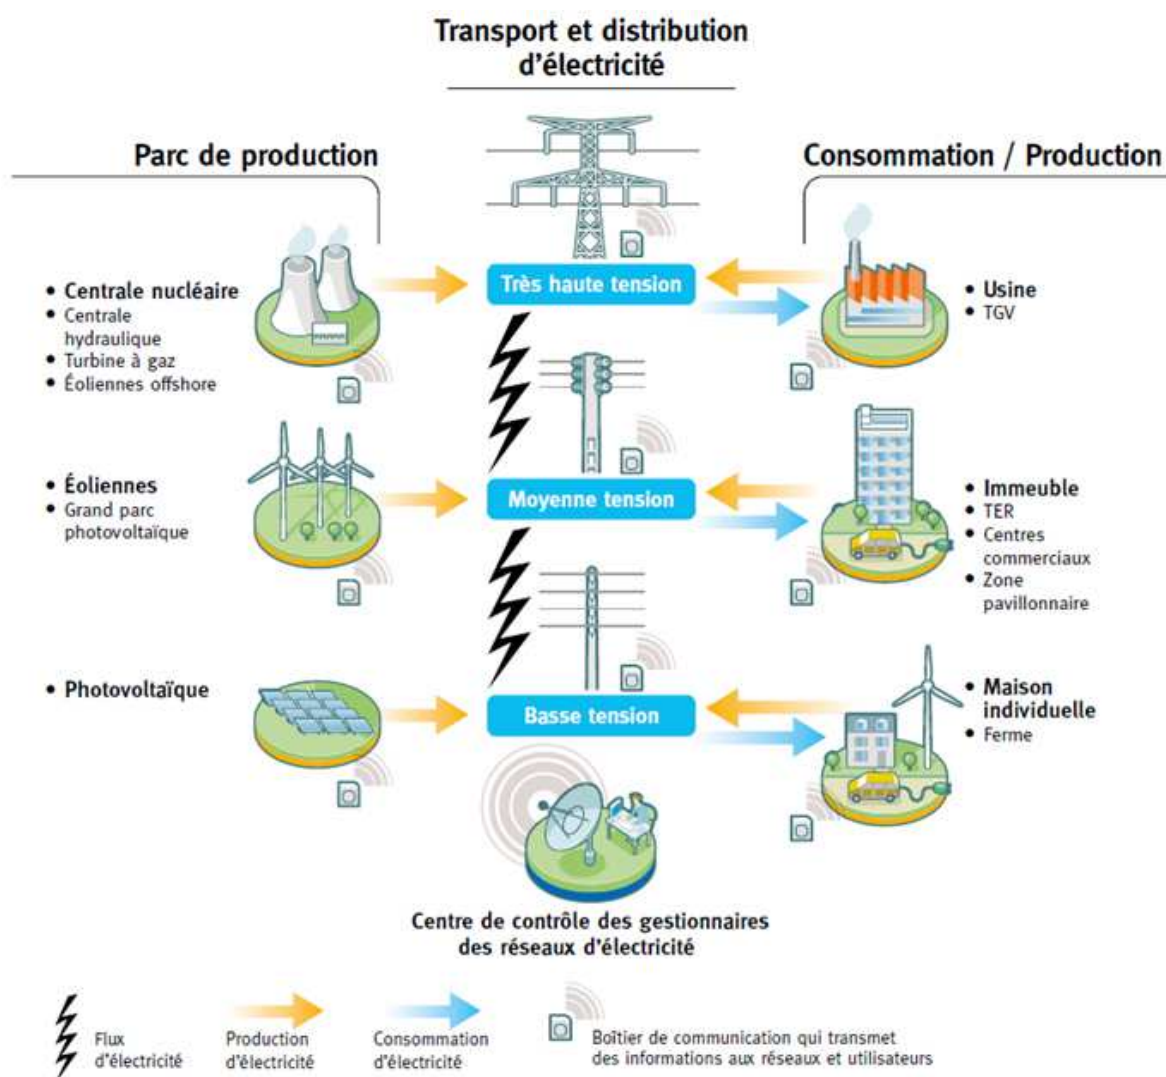 Transport et distribution
d'électricité
Parc de production
Consommation / Production
• Centrale nucléaire
• Centrale
hydraulique
• Turbine à gaz
• Éoliennes offshore
Très haute tension
• Usine
• TGV
• Éoliennes
• Grand parc
photovoltaïque
Moyenne tension
• Immeuble
• TER
• Centres
commerciaux
• Zone
pavillonnaire
• Photovoltaïque
Basse tension
• Maison
individuelle
• Ferme
Centre de contrôle des gestionnaires
des réseaux d'électricité
Flux
d'électricité
Production
d'électricité
Consommation
d'électricité
Boîtier de communication qui transmet
des informations aux réseaux et utilisateurs